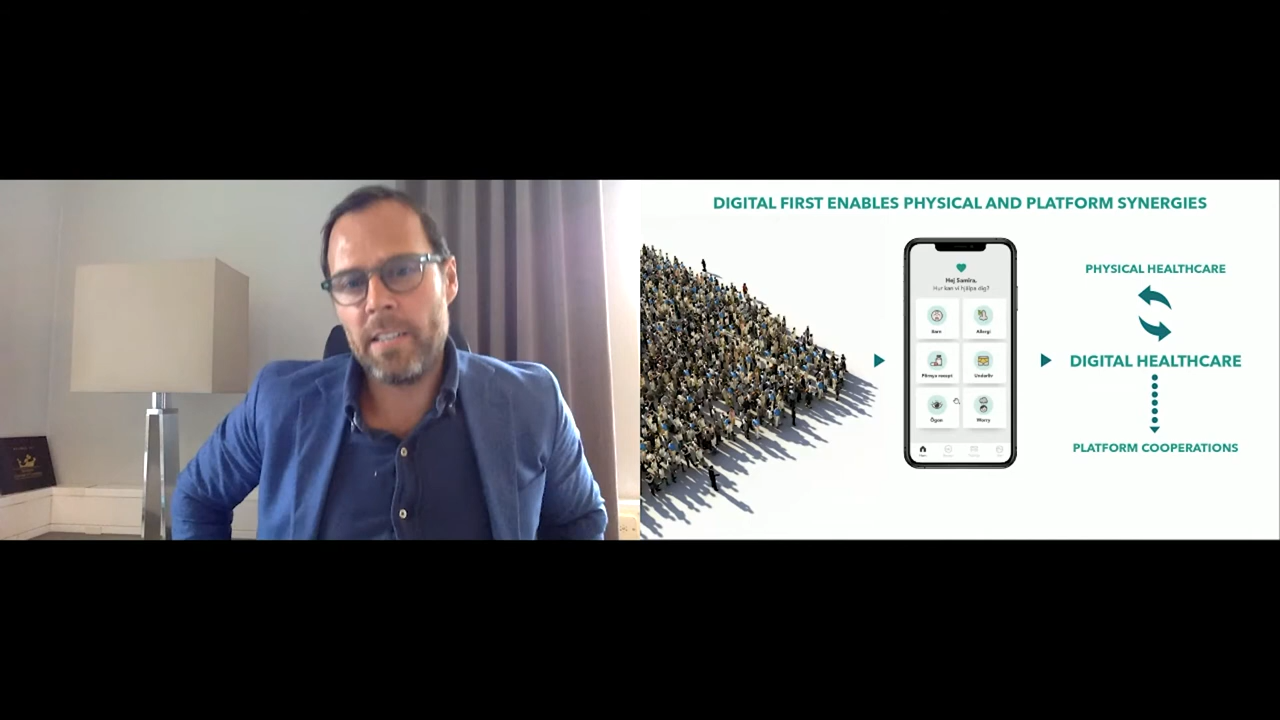 DIGITAL FIRST ENABLES PHYSICAL AND PLATFORM SYNERGIES
Hej Samira,
Hur kan vi hjälpa dig?
Barn
Allergi
Förnya recept
Underliv
Ögon
Worry
PHYSICAL HEALTHCARE
DIGITAL HEALTHCARE
PLATFORM COOPERATIONS